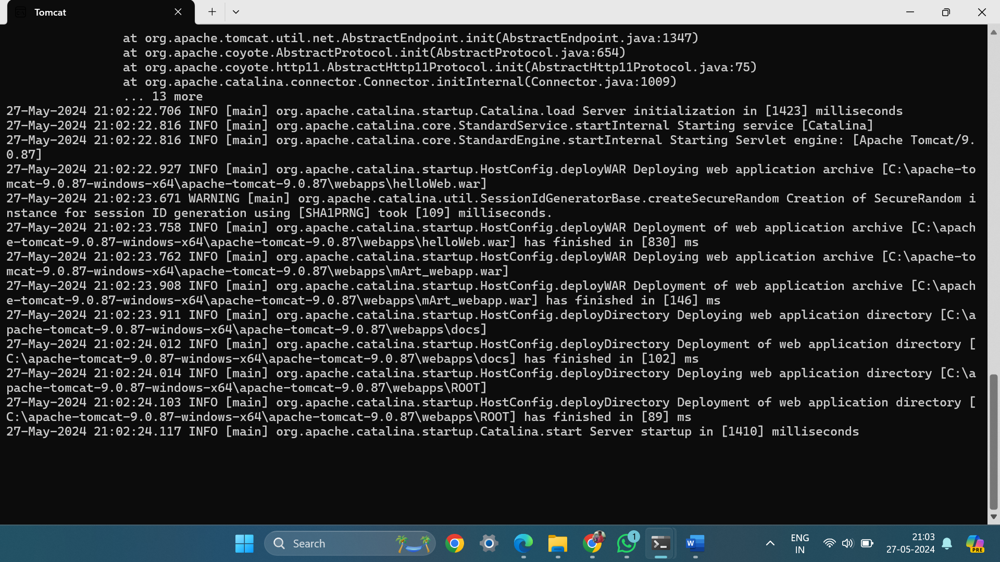 Tomcat
at org.apache.tomcat.util.net.AbstractEndpoint.init(AbstractEndpoint.java:1347)
at org.apache.coyote.AbstractProtocol.init(AbstractProtocol.java:654)
at org.apache.coyote.http11.AbstractHttp11Protocol.init(AbstractHttp11Protocol.java:75)
at org.apache.catalina.connector.Connector.initInternal(Connector.java:1009)
... 13 more
27-May-2024 21:02:22.706 INFO [main] org.apache.catalina.startup.Catalina.load Server initialization in [1423] milliseconds
27-May-2024 21:02:22.816 INFO [main] org.apache.catalina.core.StandardService.startInternal Starting service [Catalina]
27-May-2024 21:02:22.816 INFO [main] org.apache.catalina.core.StandardEngine.startInternal Starting Servlet engine: [Apache Tomcat/9.
0.87]
27-May-2024 21:02:22.927 INFO [main] org.apache.catalina.startup.HostConfig.deployWAR Deploying web application archive [C:\apache-to
mcat-9.0.87-windows-x64\apache-tomcat-9.0.87\webapps\helloWeb.war]
27-May-2024 21:02:23.671 WARNING [main] org.apache.catalina.util.SessionIdGeneratorBase.createSecureRandom Creation of SecureRandom i
nstance for session ID generation using [SHA1PRNG] took [109] milliseconds.
27-May-2024 21:02:23.758 INFO [main] org.apache.catalina.startup.HostConfig.deployWAR Deployment of web application archive [C:\apach
e-tomcat-9.0.87-windows-x64\apache-tomcat-9.0.87\webapps\helloWeb.war] has finished in [830] ms
27-May-2024 21:02:23.762 INFO [main] org.apache.catalina.startup.HostConfig.deployWAR Deploying web application archive [C:\apache-to
mcat-9.0.87-windows-x64\apache-tomcat-9.0.87\webapps\mArt_webapp.war]
27-May-2024 21:02:23.908 INFO [main] org.apache.catalina.startup.HostConfig.deployWAR Deployment of web application archive [C:\apach
e-tomcat-9.0.87-windows-x64\apache-tomcat-9.0.87\webapps\mArt_webapp.war] has finished in [146] ms
27-May-2024 21:02:23.911 INFO [main] org.apache.catalina.startup.HostConfig.deployDirectory Deploying web application directory [C:\a
pache-tomcat-9.0.87-windows-x64\apache-tomcat-9.0.87\webapps\docs]
27-May-2024 21:02:24.012 INFO [main] org.apache.catalina.startup.HostConfig.deployDirectory Deployment of web application directory [
C:\apache-tomcat-9.0.87-windows-x64\apache-tomcat-9.0.87\webapps\docs] has finished in [102] ms
27-May-2024 21:02:24.014 INFO [main] org.apache.catalina.startup.HostConfig.deployDirectory Deploying web application directory [C:\a
pache-tomcat-9.0.87-windows-x64\apache-tomcat-9.0.87\webapps\ROOT]
27-May-2024 21:02:24.103 INFO [main] org.apache.catalina.startup.HostConfig.deployDirectory Deployment of web application directory [
C:\apache-tomcat-9.0.87-windows-x64\apache-tomcat-9.0.87\webapps\ROOT] has finished in [89] ms
27-May-2024 21:02:24.117 INFO [main] org.apache.catalina.startup.Catalina.start Server startup in [1410] milliseconds
Search
1
W
ENG
IN
21:03
27-05-2024
PRE